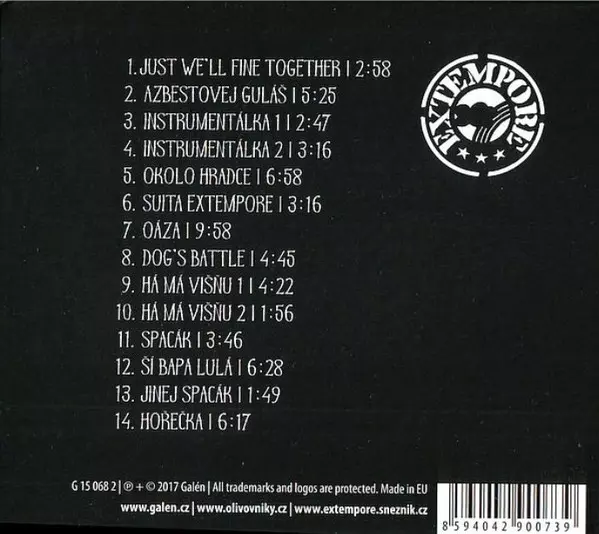 1. JUST WE'LL FINE TOGETHER | 2:58
2. AZBESTOVEJ GULÁŠ | 5:25
3. INSTRUMENTÁLKA 1 | 2:47
4. INSTRUMENTÁLKA 2 | 3:16
5. OKOLO HRADCE | 6:58
6. SUITA EXTEMPORE | 3:16
7. OÁZA | 9:58
8. DOG'S BATTLE | 4:45
9. HÁ MÁ VIŠŇU 1 | 4:22
10. HÁ MÁ VIŠŇU 2 | 1:56
11. SPACÁK | 3:46
12. ŠÍ BAPA LULÁ | 6:28
13. JINEJ SPACÁK | 1:49
14. HOŘEČKA | 6:17
EXTEMPORE
G 15 068 2 | ℗ + © 2017 Galén | All trademarks and logos are protected. Made in EU
www.galen.cz | www.olivovniky.cz | www.extempore.sneznik.cz
8 594042 900739